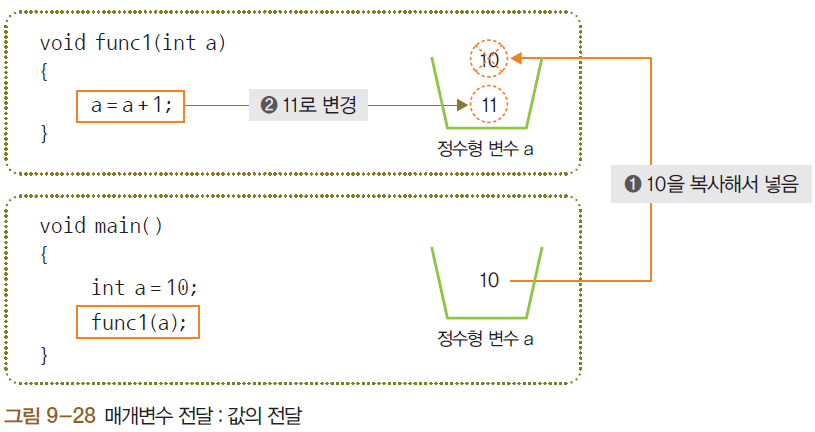 void func1(int a)
{
a=a+1;
}
❷ 11로 변경
10
11
정수형 변수 a
❶ 10을 복사해서 넣음
void main()
{
int a=10;
func1(a);
}
10
정수형 변수 a
그림 9-28 매개변수 전달 : 값의 전달